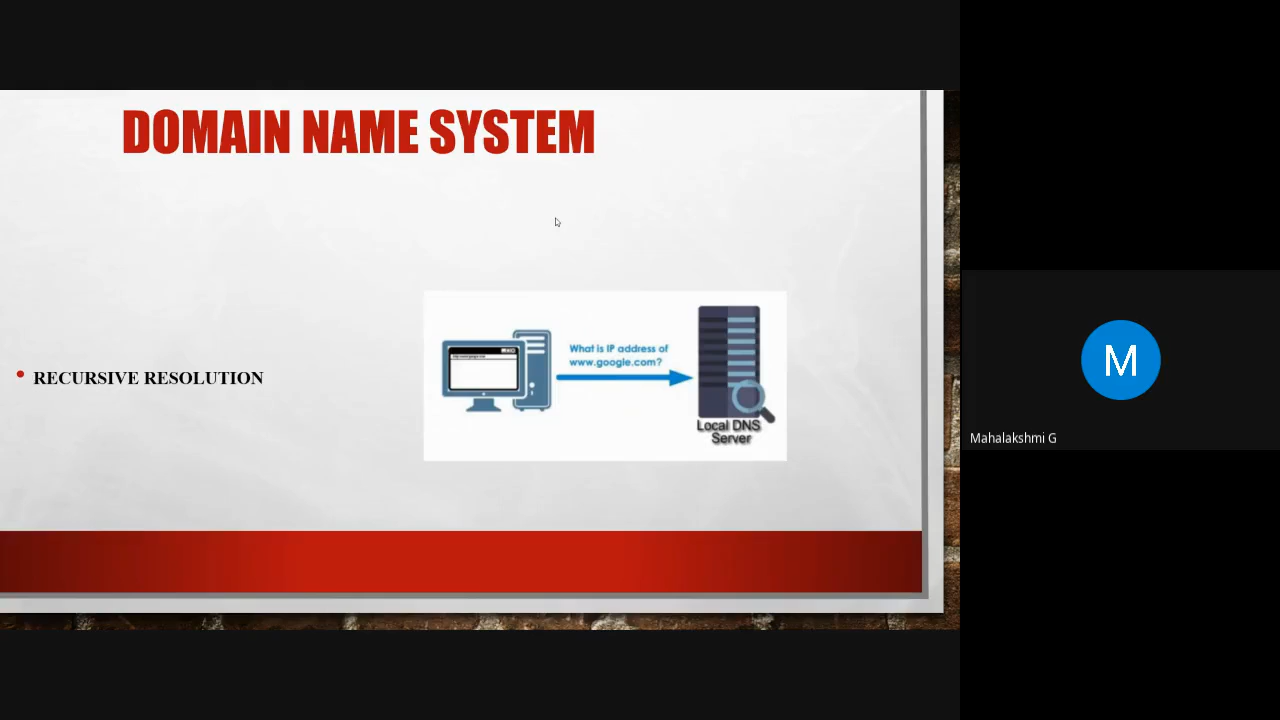 DOMAIN NAME SYSTEM
• RECURSIVE RESOLUTION
What is IP address of
www.google.com?
Local DNS
Server
M
Mahalakshmi G